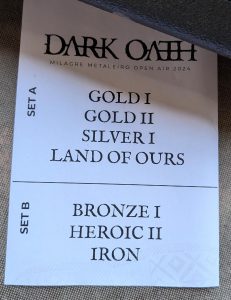 DARK OATH
MILAGRE METALEIRO OPEN AIR 2024
SET A
GOLD I
GOLD II
SILVER I
LAND OF OURS
SET B
BRONZE I
HEROIC II
IRON